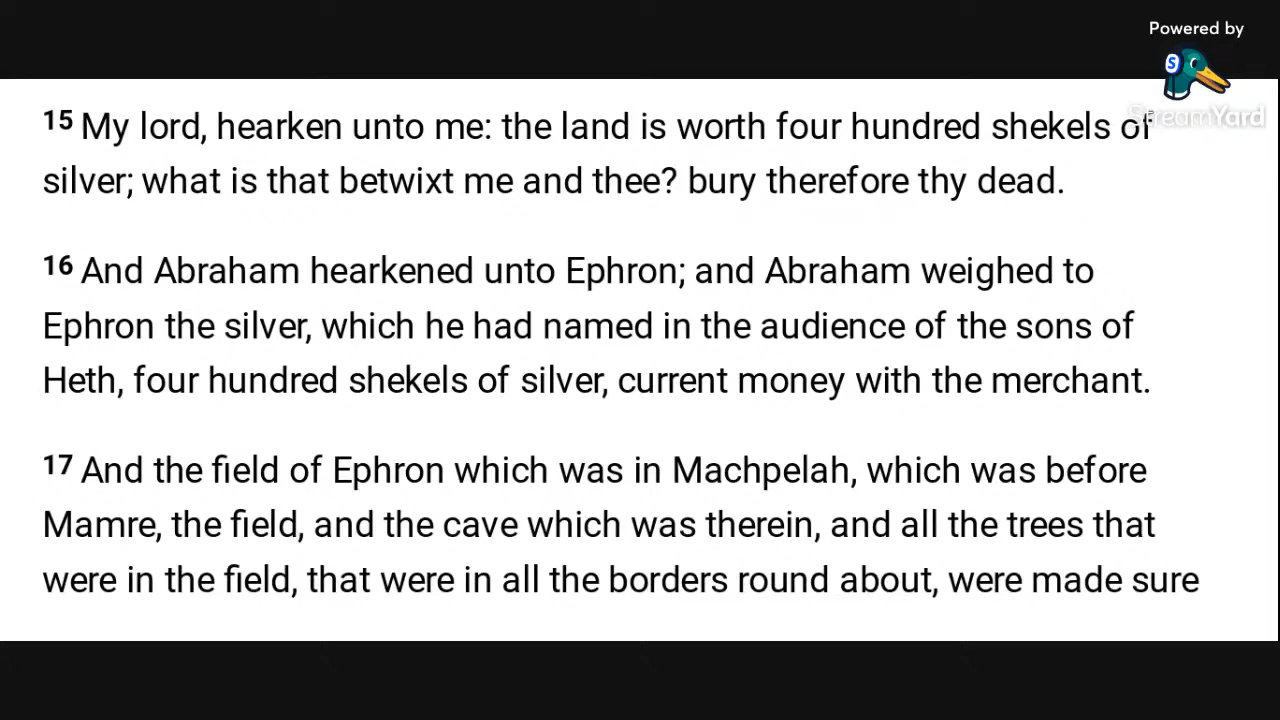 Powered by
S
StreamYard
15 My lord, hearken unto me: the land is worth four hundred shekels of
silver; what is that betwixt me and thee? bury therefore thy dead.
16 And Abraham hearkened unto Ephron; and Abraham weighed to
Ephron the silver, which he had named in the audience of the sons of
Heth, four hundred shekels of silver, current money with the merchant.
17 And the field of Ephron which was in Machpelah, which was before
Mamre, the field, and the cave which was therein, and all the trees that
were in the field, that were in all the borders round about, were made sure